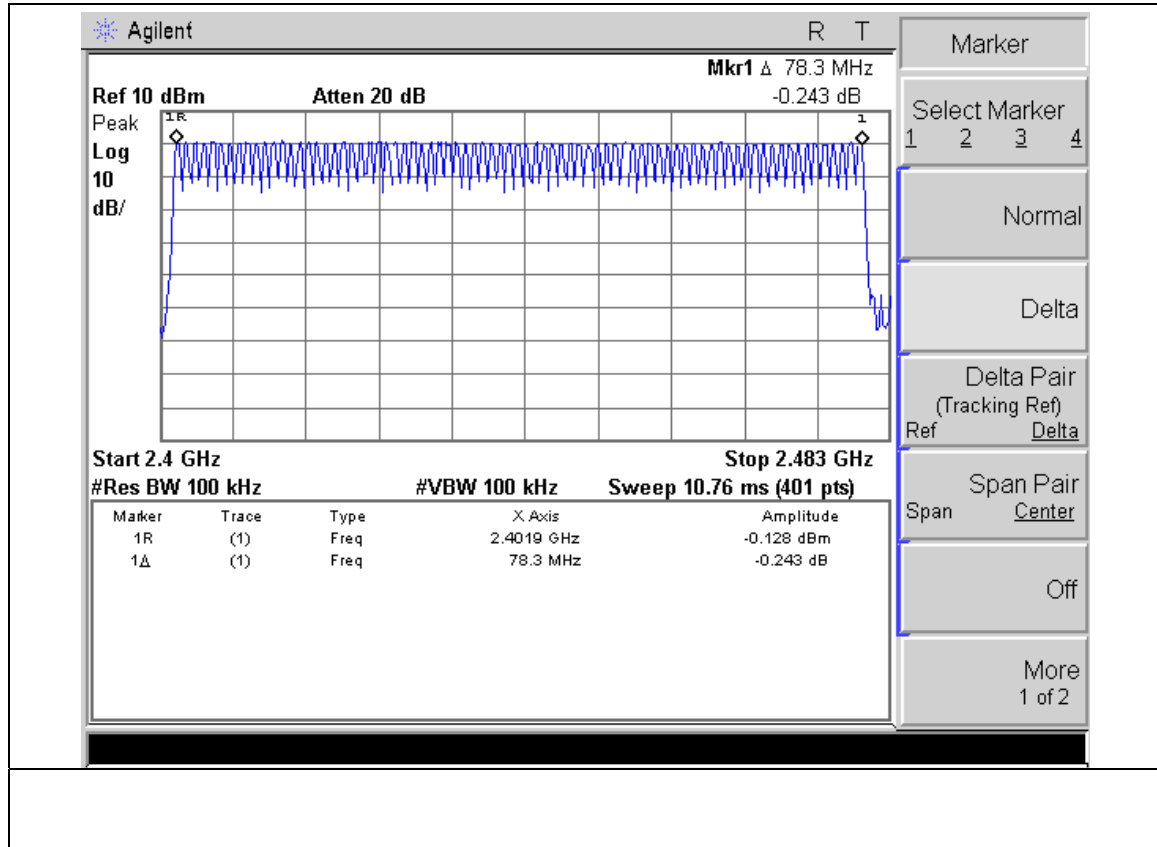 Agilent R T
Mkr1 Δ 78.3 MHz
Ref 10 dBm Atten 20 dB -0.243 dB
Peak
Log
10
dB/
1R 1
Start 2.4 GHz Stop 2.483 GHz
#Res BW 100 kHz #VBW 100 kHz Sweep 10.76 ms (401 pts)
Marker Trace Type X Axis Amplitude
1R (1) Freq 2.4019 GHz -0.128 dBm
1Δ (1) Freq 78.3 MHz -0.243 dB
Marker
Select Marker
1 2 3 4
Normal
Delta
Delta Pair
(Tracking Ref)
Ref Delta
Span Pair
Span Center
Off
More
1 of 2